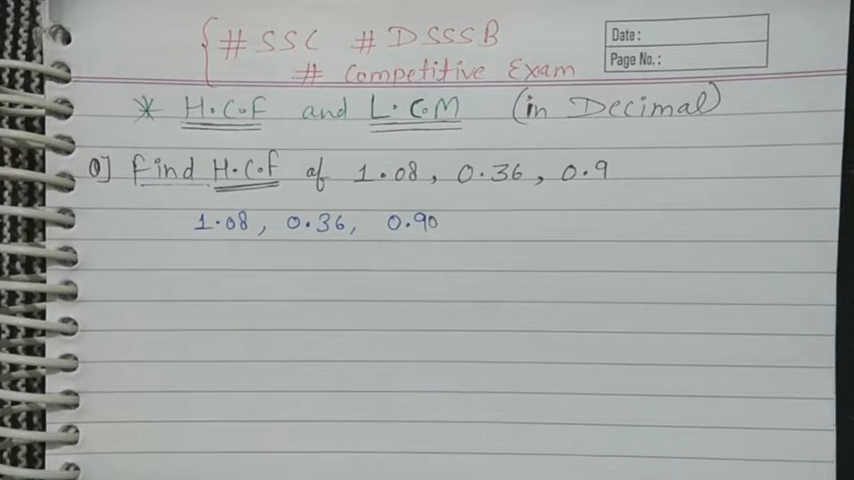 # SSC # DSSSB
# Competitive Exam
Date:
Page No.:
* H.C.F and L.C.M (in Decimal)
Q] Find H.C.F of 1.08, 0.36, 0.9
1.08, 0.36, 0.90